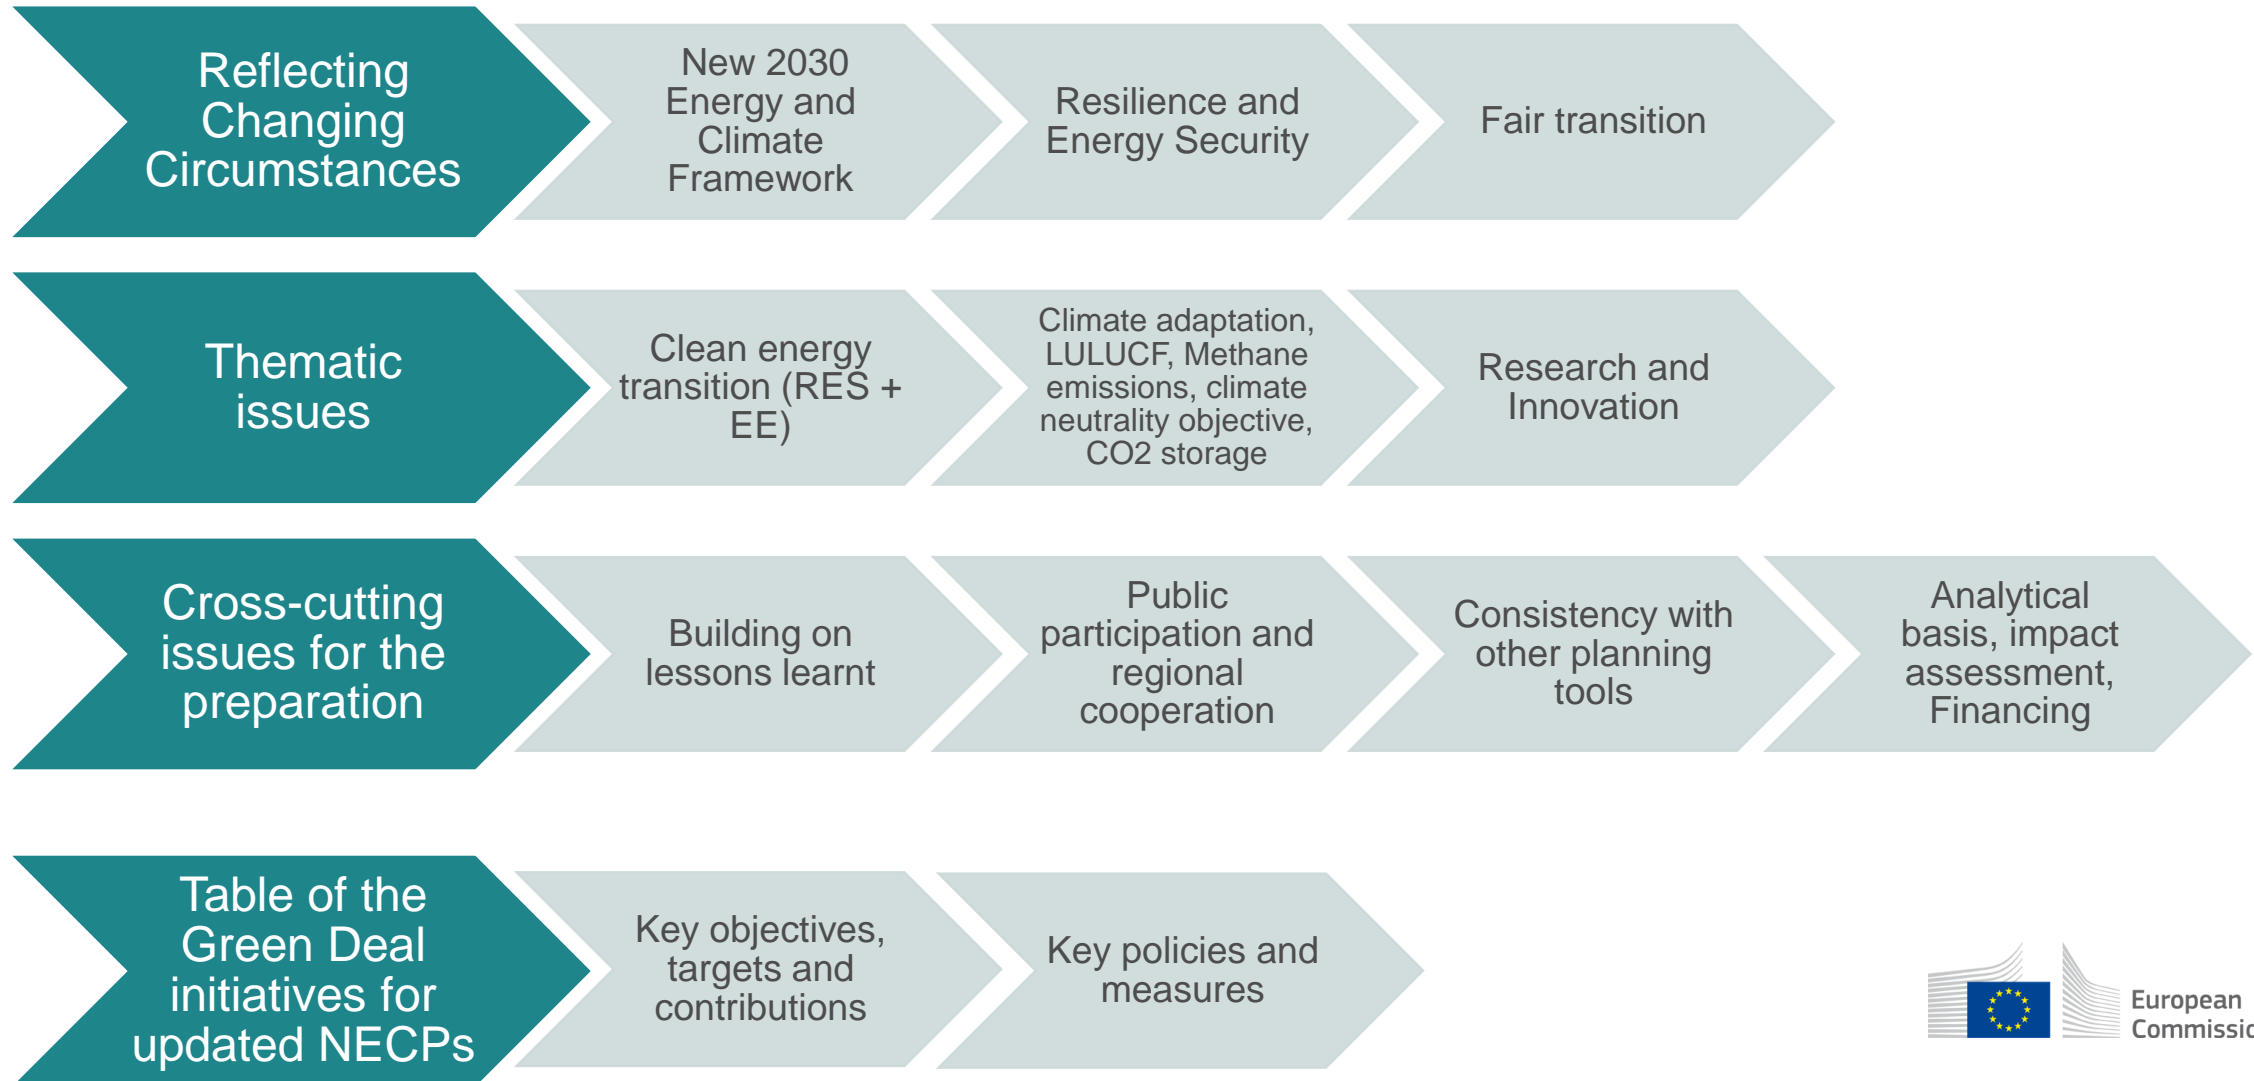 Reflecting
Changing
Circumstances
New 2030
Energy and
Climate
Framework
Resilience and
Energy Security
Fair transition
Thematic
issues
Clean energy
transition (RES +
EE)
Climate adaptation,
LULUCF, Methane
emissions, climate
neutrality objective,
CO2 storage
Research and
Innovation
Cross-cutting
issues for the
preparation
Building on
lessons learnt
Public
participation and
regional
cooperation
Consistency with
other planning
tools
Analytical
basis, impact
assessment,
Financing
Table of the
Green Deal
initiatives for
updated NECPs
Key objectives,
targets and
contributions
Key policies and
measures
European
Commissio